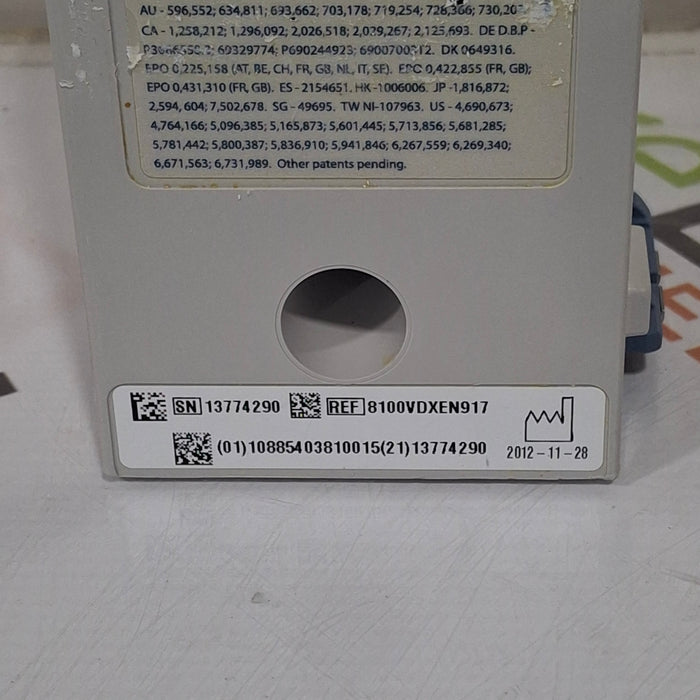 AU - 596,552; 634,811; 693,662; 703,178; 719,254; 728,366; 730,202
CA - 1,258,212; 1,296,092; 2,026,518; 2,029,267; 2,125,693. DE D.B.P -
69329774; P690244923; DK 0649316.
EPO 0,225,158 (AT, BE, CH, FR, GB, NL, IT, SE). EPO 0,422,855 (FR, GB);
EPO 0,431,310 (FR, GB). ES - 2154651. HK -1006006. JP -1,816,872;
2,594,604; 7,502,678. SG - 49695. TW NI-107963. US - 4,690,673;
4,764,166; 5,096,385; 5,165,873; 5,601,445; 5,713,856; 5,681,285;
5,781,442; 5,800,387; 5,836,910; 5,941,846; 6,267,559; 6,269,340;
6,671,563; 6,731,989. Other patents pending.
SN 13774290 REF 8100VDXEN917
(01)10885403810015(21)13774290
2012-11-28